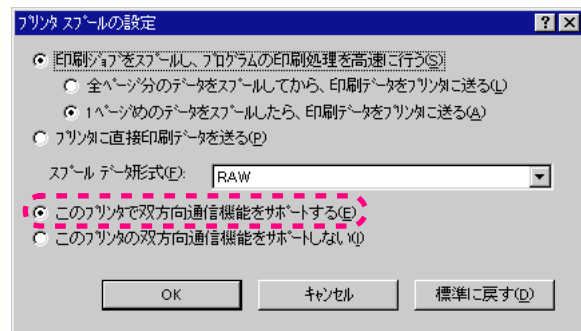 プリンタ スプールの設定
印刷ジョブをスプールし、プログラムの印刷処理を高速に行う(S)
全ページ分のデータをスプールしてから、印刷データをプリンタに送る(L)
1ページめのデータをスプールしたら、印刷データをプリンタに送る(A)
プリンタに直接印刷データを送る(P)
スプール データ形式(F): RAW
このプリンタで双方向通信機能をサポートする(E)
このプリンタの双方向通信機能をサポートしない(I)
OK キャンセル 標準に戻す(D)